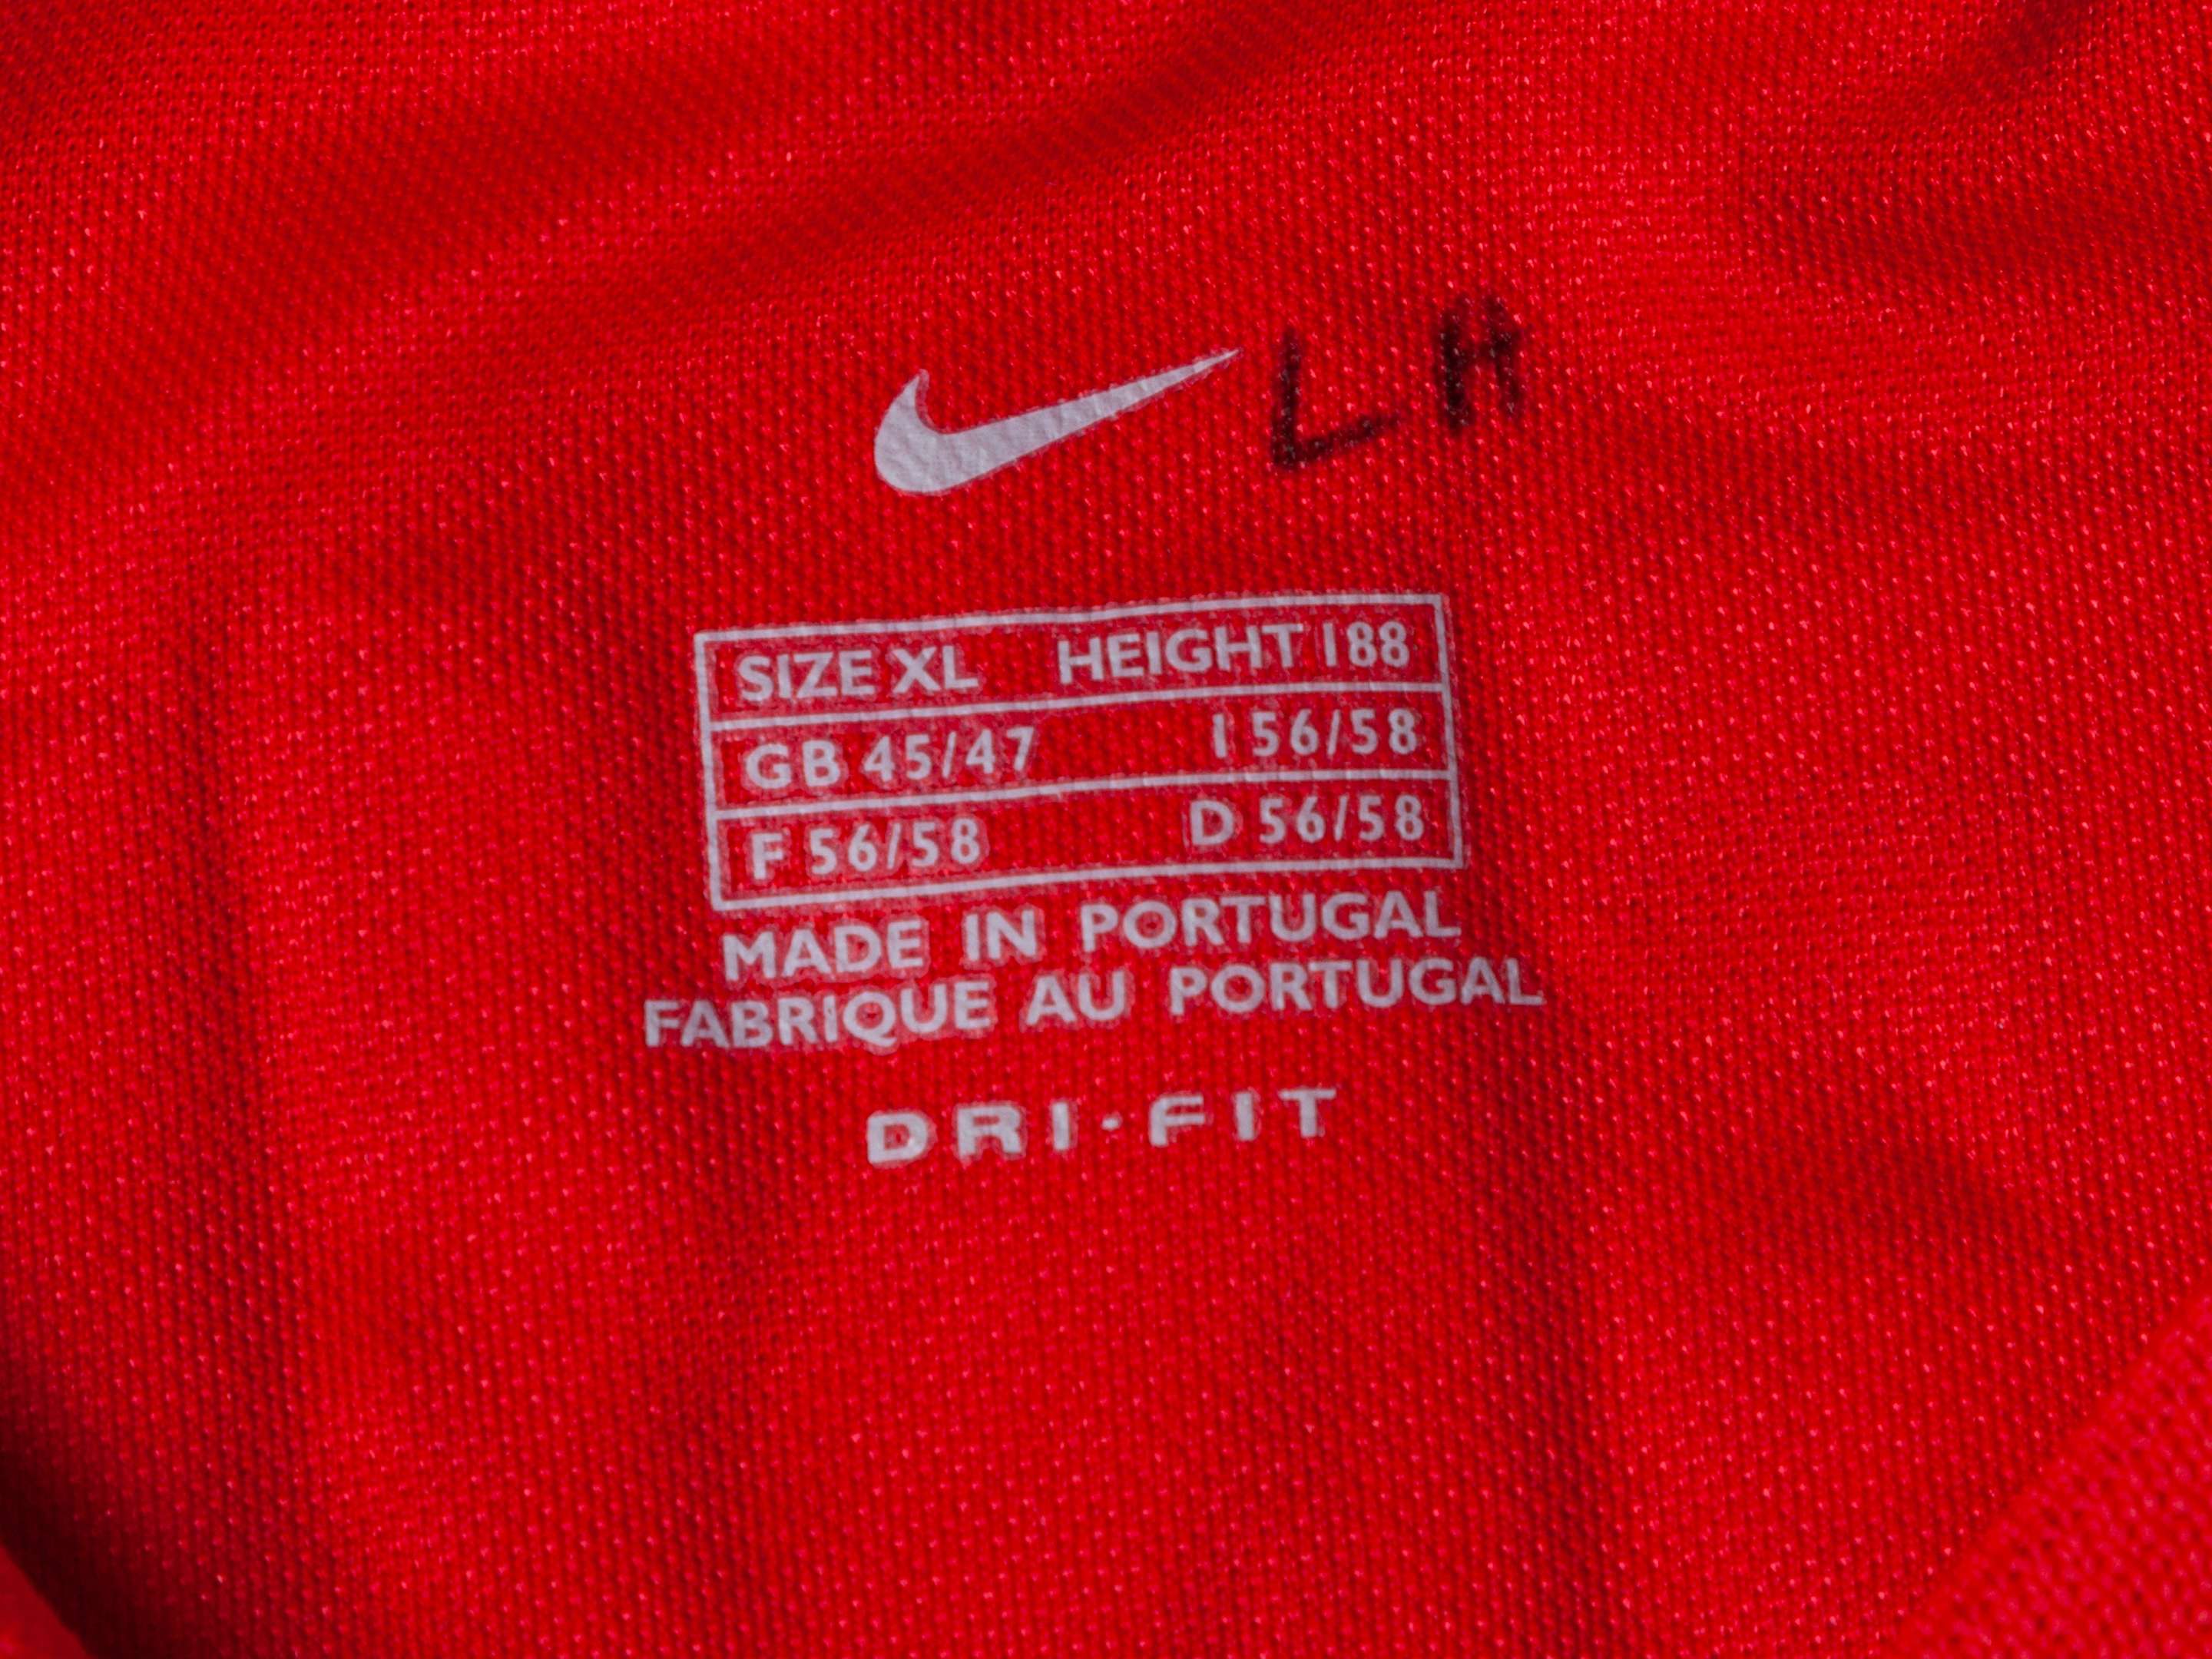 LH
SIZE XL HEIGHT 188
GB 45/47 I 56/58
F 56/58 D 56/58
MADE IN PORTUGAL
FABRIQUE AU PORTUGAL
DRI-FIT